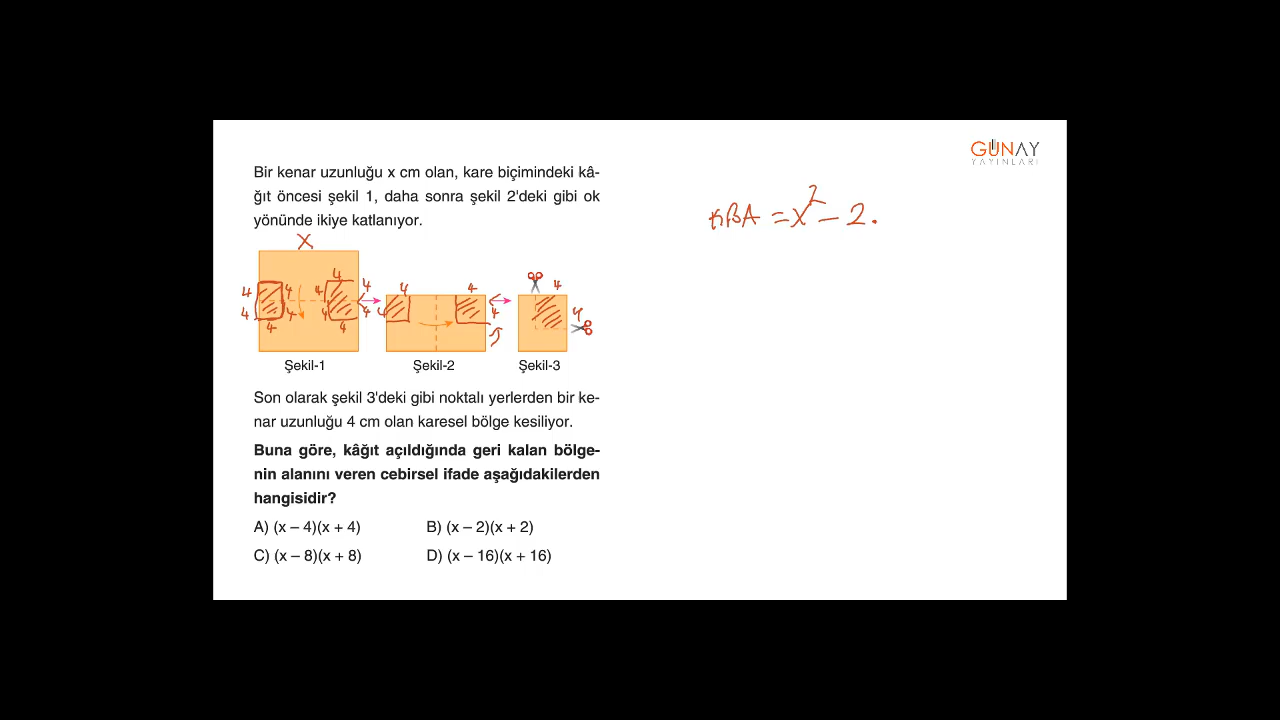 GÜNAY
YAYINLARI
Bir kenar uzunluğu x cm olan, kare biçimindeki kâ-
ğıt öncesi şekil 1, daha sonra şekil 2'deki gibi ok
yönünde ikiye katlanıyor.
KBA = x² – 2.
x
4 4 4 4 4
4 4 4 4 4
4 4
4 4
4 4
4
4
Şekil-1 Şekil-2 Şekil-3
Son olarak şekil 3'deki gibi noktalı yerlerden bir ke-
nar uzunluğu 4 cm olan karesel bölge kesiliyor.
Buna göre, kâğıt açıldığında geri kalan bölge-
nin alanını veren cebirsel ifade aşağıdakilerden
hangisidir?
A) (x – 4)(x + 4) B) (x – 2)(x + 2)
C) (x – 8)(x + 8) D) (x – 16)(x + 16)